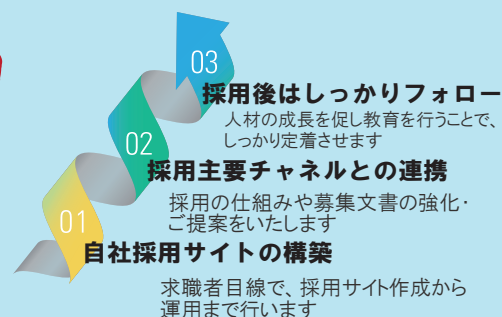 03
採用後はしっかりフォロー
人材の成長を促し教育を行うことで、
しっかり定着させます
02
採用主要チャネルとの連携
採用の仕組みや募集文書の強化・
ご提案をいたします
01
自社採用サイトの構築
求職者目線で、採用サイト作成から
運用まで行います